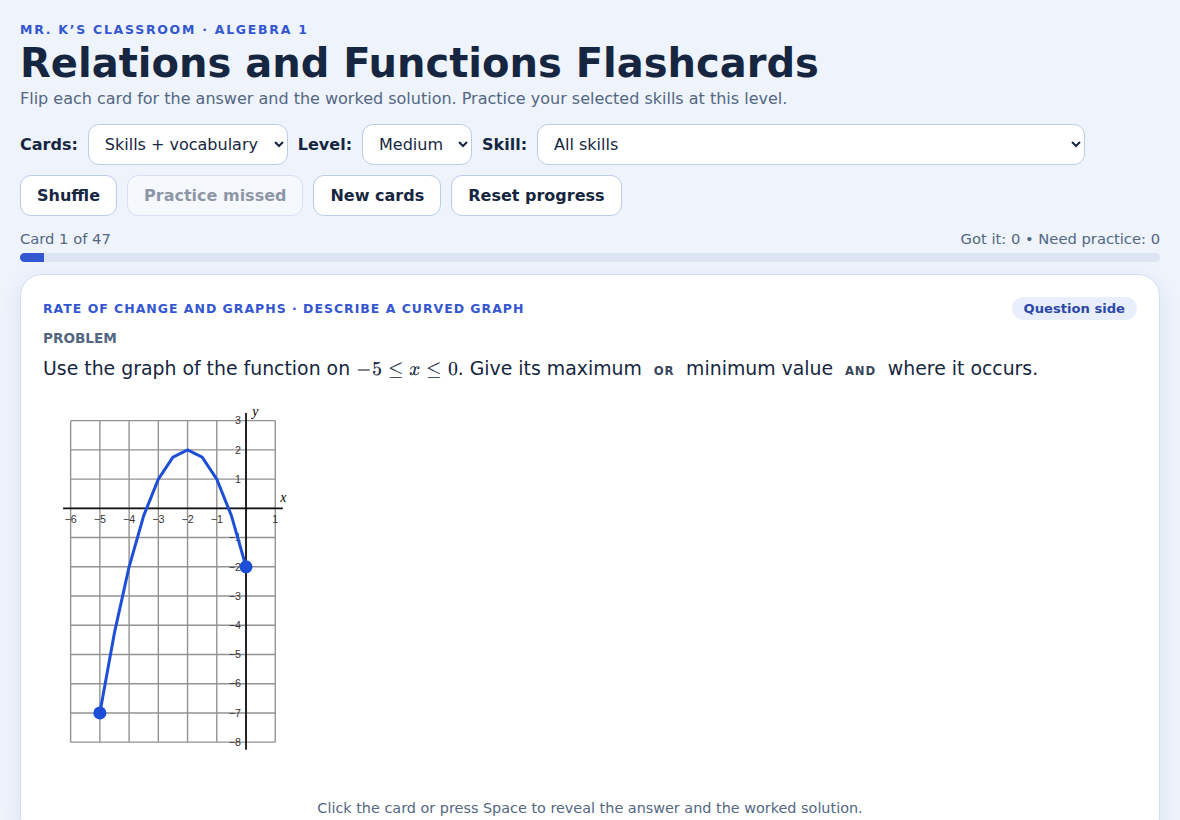 MR. K’S CLASSROOM · ALGEBRA 1
Relations and Functions Flashcards
Flip each card for the answer and the worked solution. Practice your selected skills at this level.
Cards: Skills + vocabulary Level: Medium Skill: All skills
Shuffle Practice missed New cards Reset progress
Card 1 of 47 Got it: 0 • Need practice: 0
RATE OF CHANGE AND GRAPHS · DESCRIBE A CURVED GRAPH Question side
PROBLEM
Use the graph of the function on −5 ≤ x ≤ 0. Give its maximum OR minimum value AND where it occurs.
y
3
2
1
x
−6 −5 −4 −3 −2 −1 1
−1
−2
−3
−4
−5
−6
−7
−8
Click the card or press Space to reveal the answer and the worked solution.